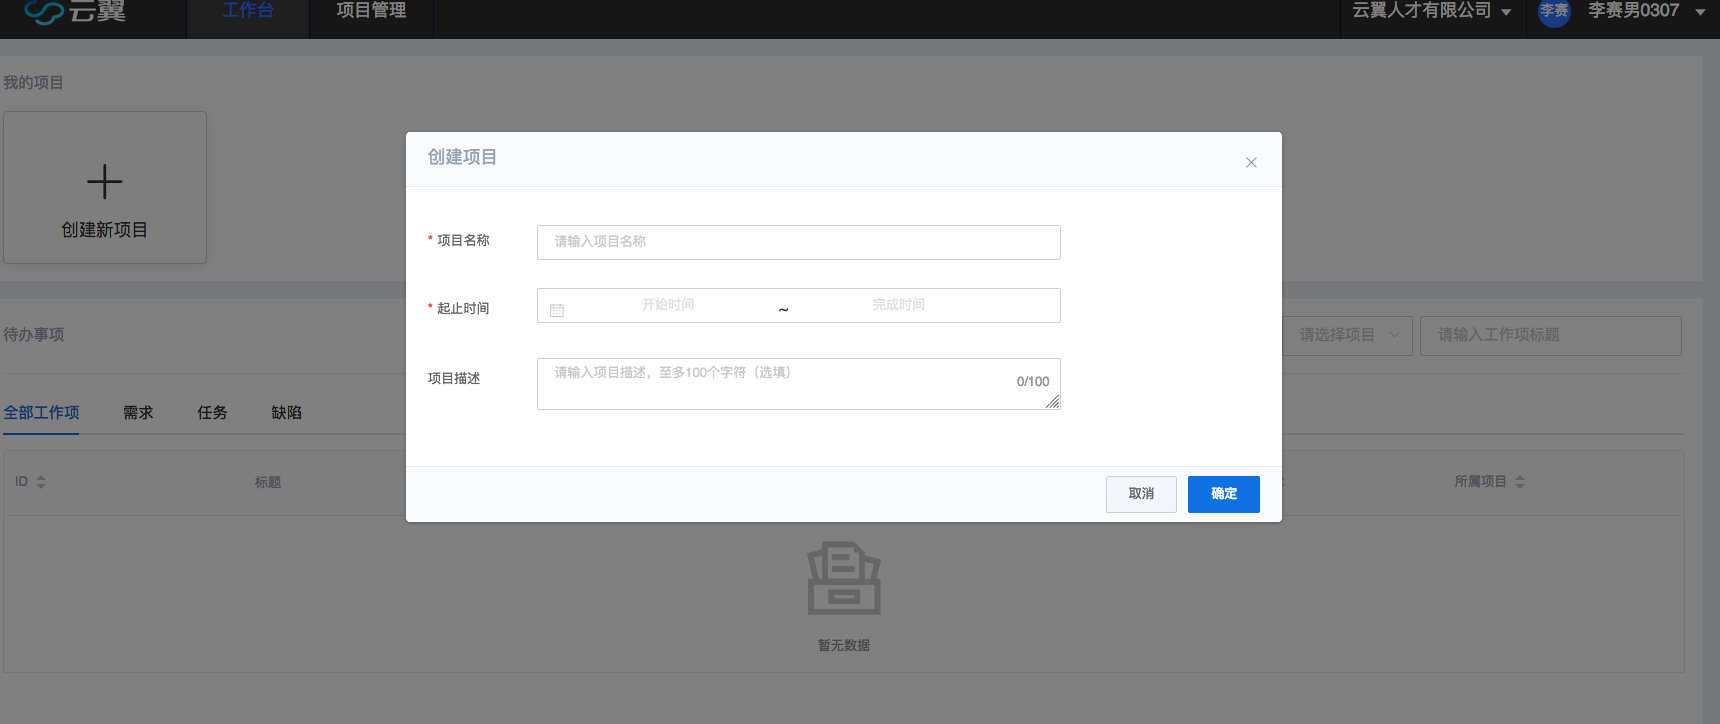 云翼
工作台
项目管理
云翼人才有限公司
李赛
李赛男0307
我的项目
创建新项目
创建项目
* 项目名称
请输入项目名称
* 起止时间
开始时间
~
完成时间
项目描述
请输入项目描述，至多100个字符（选填）
0/100
取消
确定
待办事项
请选择项目
请输入工作项标题
全部工作项
需求
任务
缺陷
ID
标题
所属项目
暂无数据